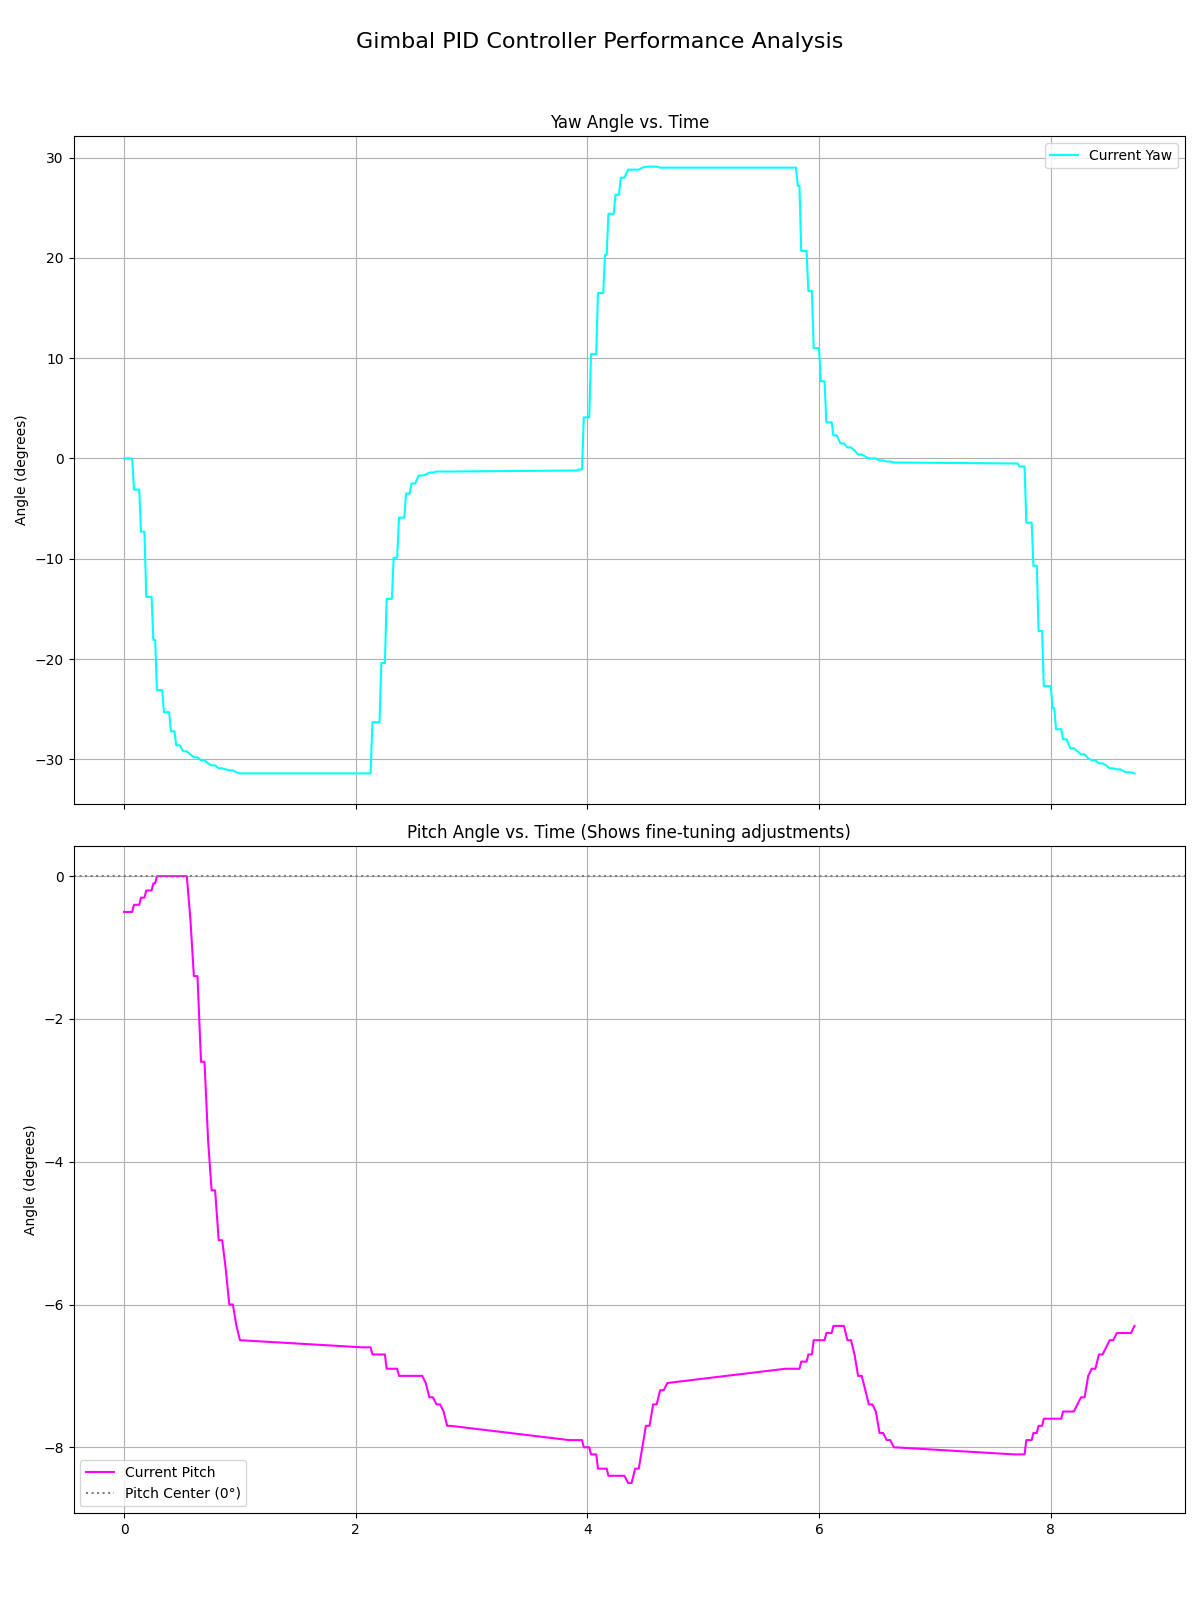 Gimbal PID Controller Performance Analysis
Yaw Angle vs. Time
Current Yaw
Angle (degrees)
30
20
10
0
−10
−20
−30
Pitch Angle vs. Time (Shows fine-tuning adjustments)
Angle (degrees)
0
−2
−4
−6
−8
Current Pitch
Pitch Center (0°)
0 2 4 6 8